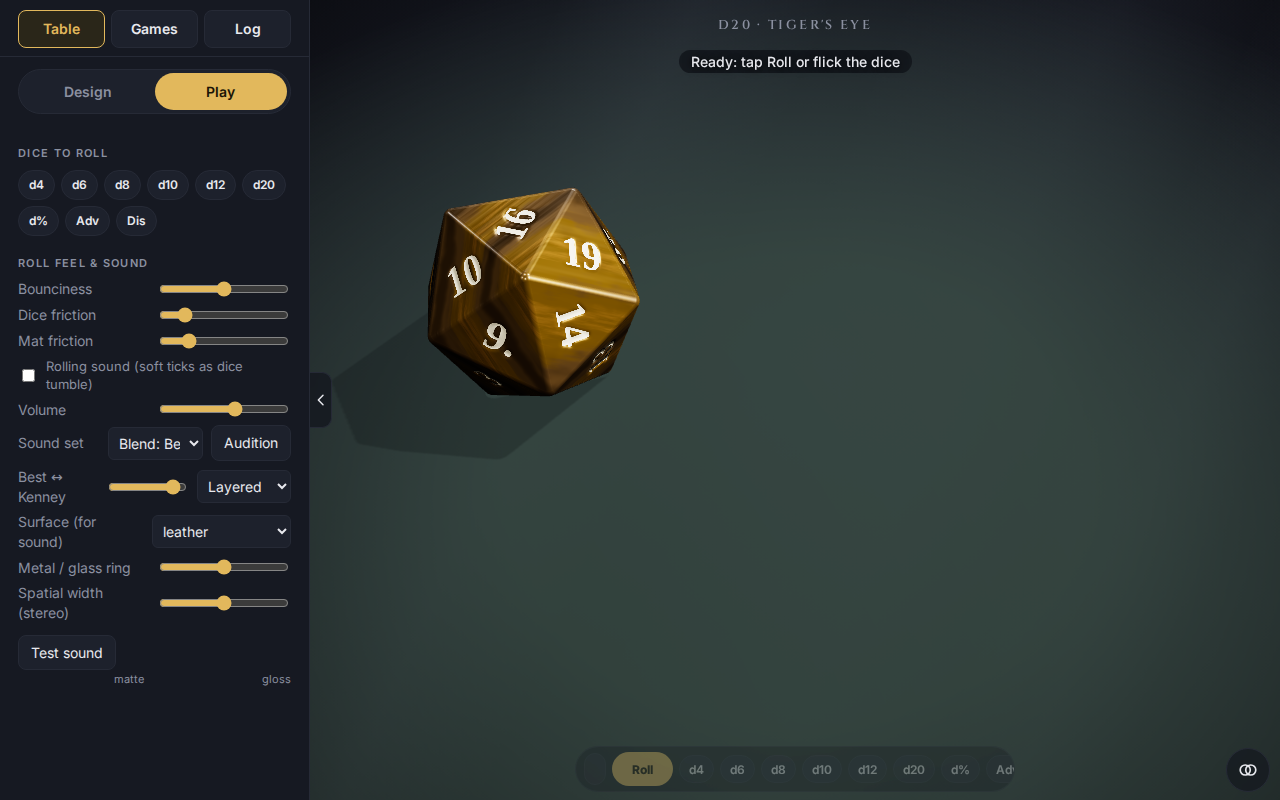 Table Games Log
D20 · TIGER'S EYE
Ready: tap Roll or flick the dice
Design Play
DICE TO ROLL
d4 d6 d8 d10 d12 d20
d% Adv Dis
ROLL FEEL & SOUND
Bounciness
Dice friction
Mat friction
Rolling sound (soft ticks as dice
tumble)
Volume
Sound set Blend: Be Audition
Best ↔
Kenney
Layered
Surface (for
sound)
leather
Metal / glass ring
Spatial width
(stereo)
Test sound
matte gloss
16
19
10
14
9.
Roll d4 d6 d8 d10 d12 d20 d% Adv